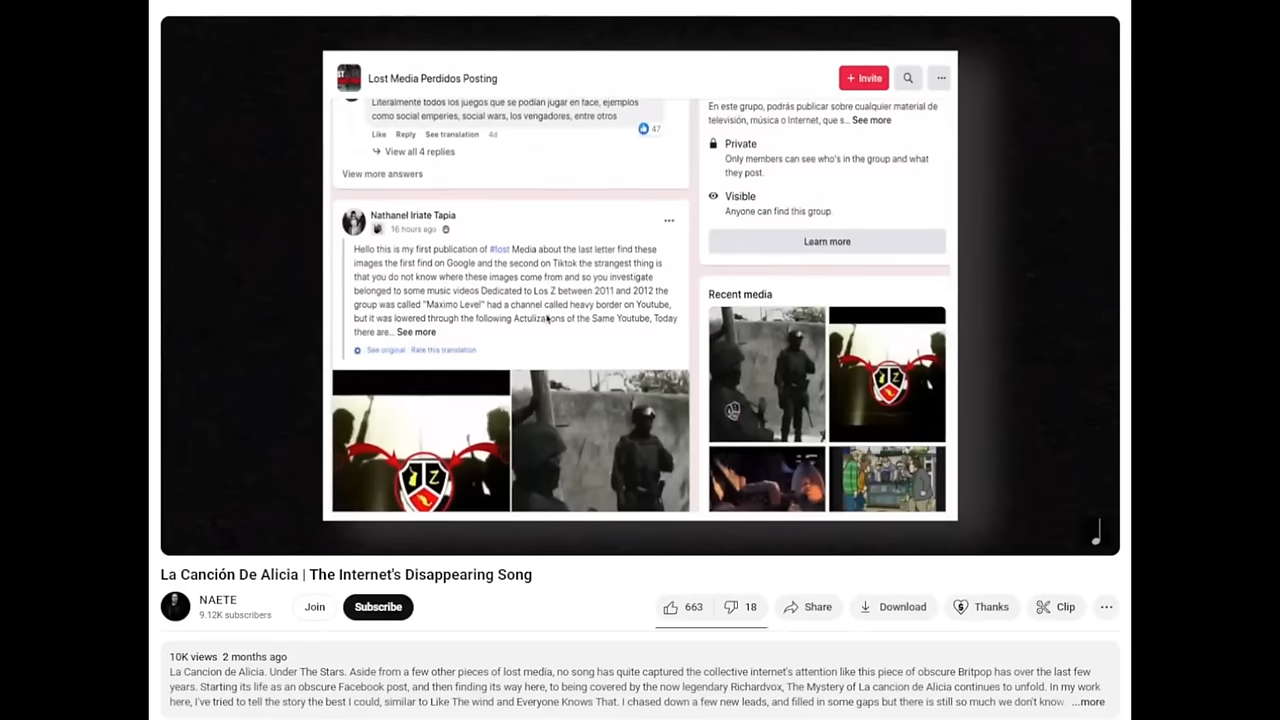 Lost Media Perdidos Posting
+ Invite
Literalmente todos los juegos que se podían jugar en face, ejemplos
como social emperies, social wars, los vengadores, entre otros
47
Like Reply See translation 4d
View all 4 replies
View more answers
Nathanel Iriate Tapia
16 hours ago
Hello this is my first publication of #lost Media about the last letter find these
images the first find on Google and the second on Tiktok the strangest thing is
that you do not know where these images come from and so you investigate
belonged to some music videos Dedicated to Los Z between 2011 and 2012 the
group was called "Maximo Level" had a channel called heavy border on Youtube,
but it was lowered through the following Actulizations of the Same Youtube, Today
there are... See more
See original Rate this translation
Z
En este grupo, podrás publicar sobre cualquier material de
televisión, música o Internet, que s... See more
Private
Only members can see who's in the group and what
they post.
Visible
Anyone can find this group.
Learn more
Recent media
Z
La Canción De Alicia | The Internet's Disappearing Song
NAETE
9.12K subscribers
Join
Subscribe
663
18
Share
Download
Thanks
Clip
10K views 2 months ago
La Cancion de Alicia. Under The Stars. Aside from a few other pieces of lost media, no song has quite captured the collective internet's attention like this piece of obscure Britpop has over the last few
years. Starting its life as an obscure Facebook post, and then finding its way here, to being covered by the now legendary Richardvox, The Mystery of La cancion de Alicia continues to unfold. In my work
here, I've tried to tell the story the best I could, similar to Like The wind and Everyone Knows That. I chased down a few new leads, and filled in some gaps but there is still so much we don't know. ...more